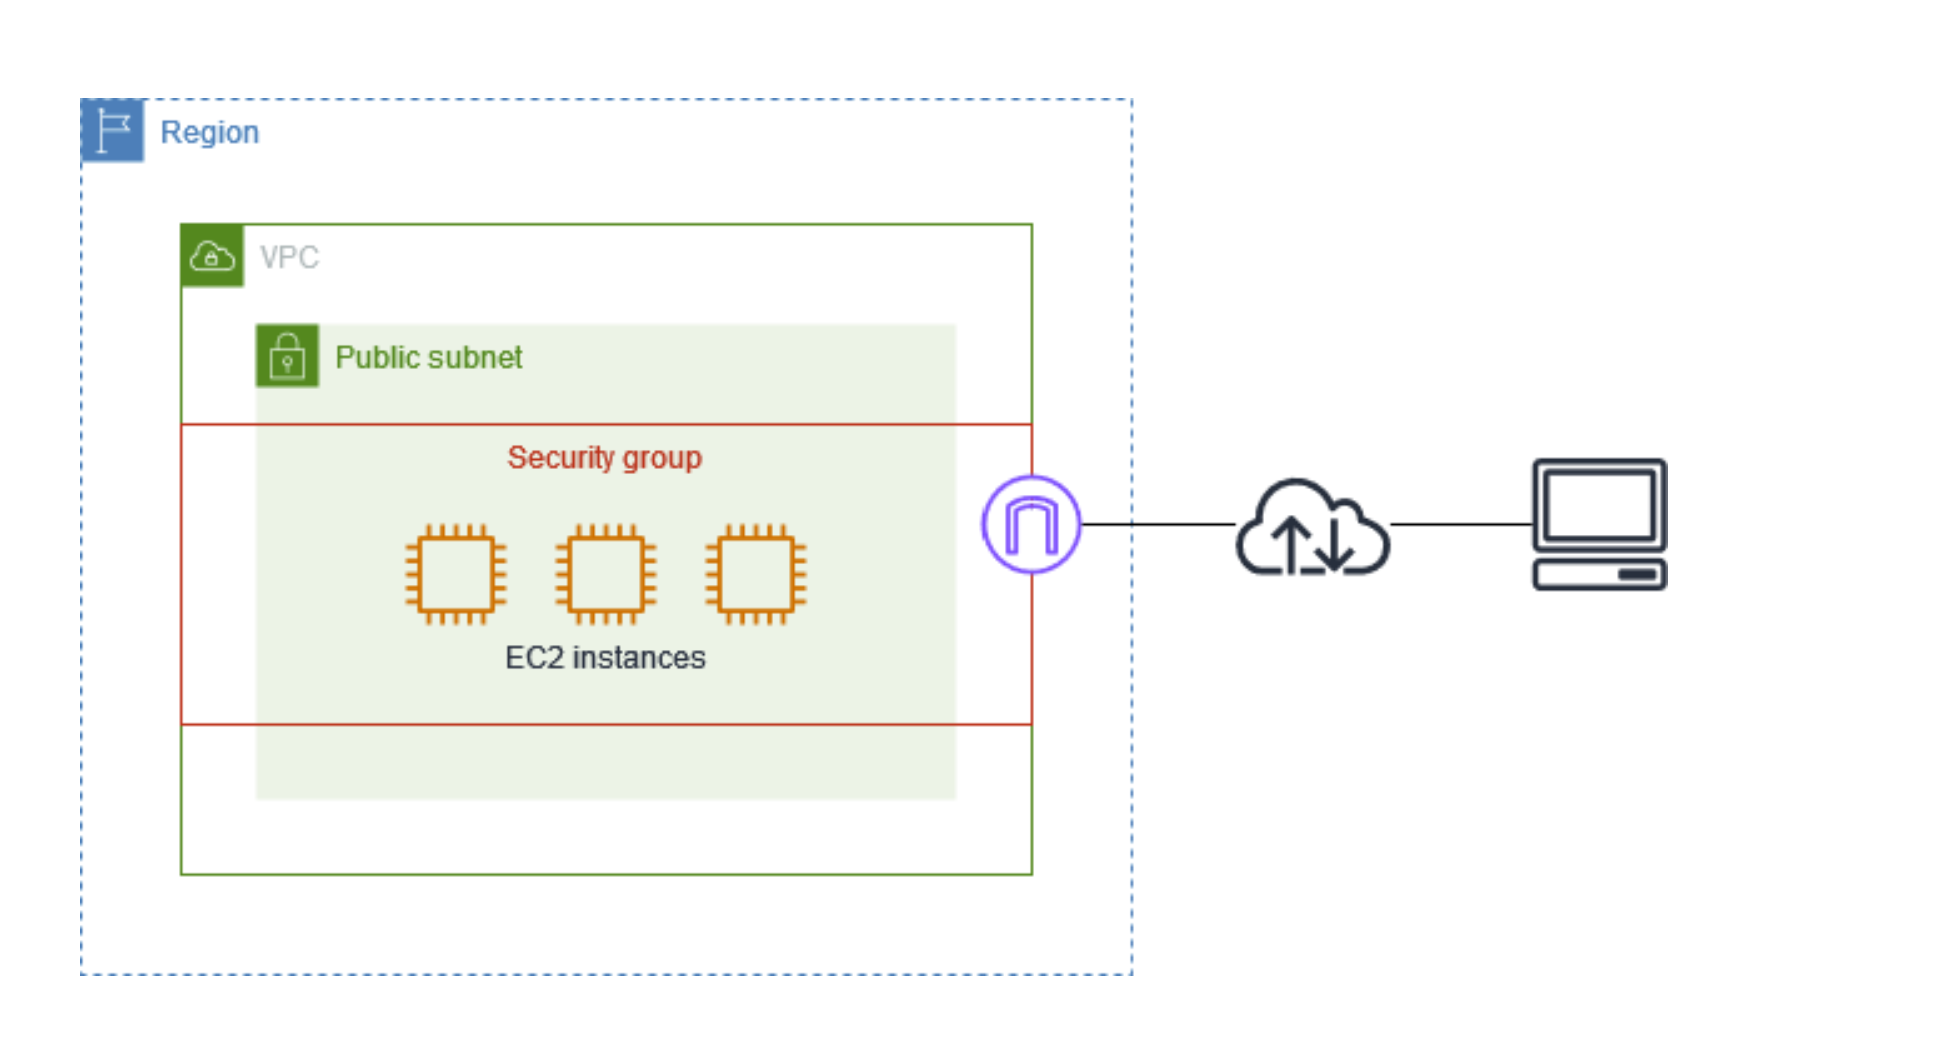 Region
VPC
Public subnet
Security group
EC2 instances